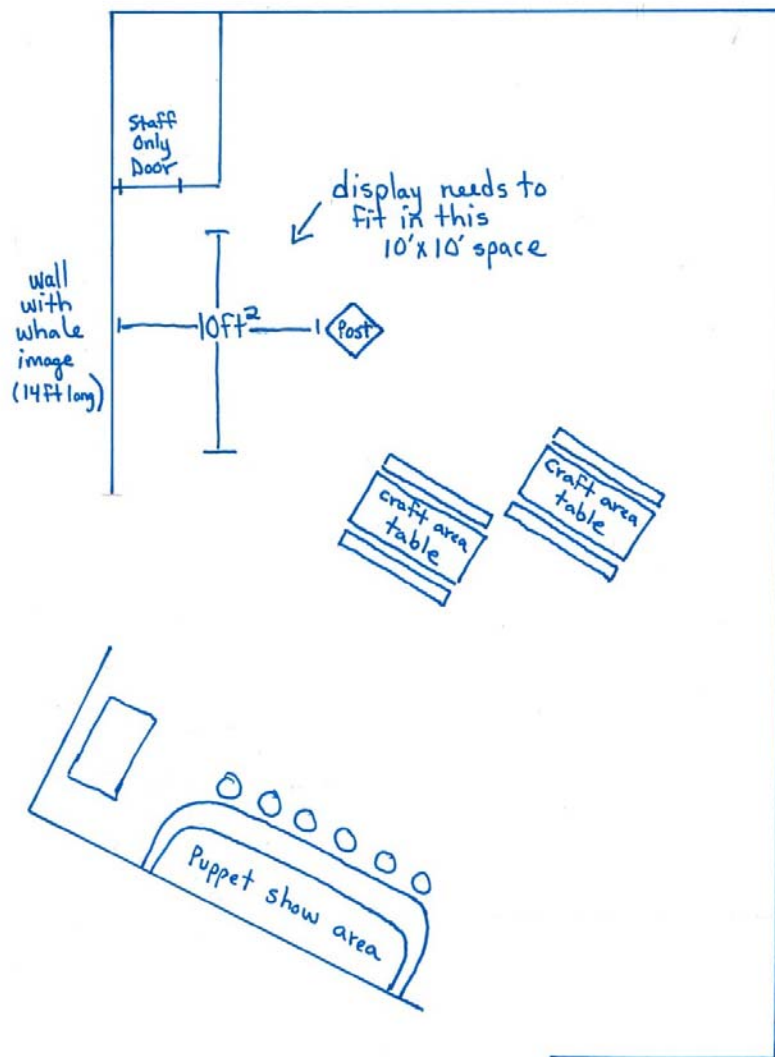 Staff
Only
Door
display needs to
fit in this
10'x 10' space
wall
with
whale
image
(14ft long)
10ft²
Post
craft area
table
craft area
table
Puppet show area